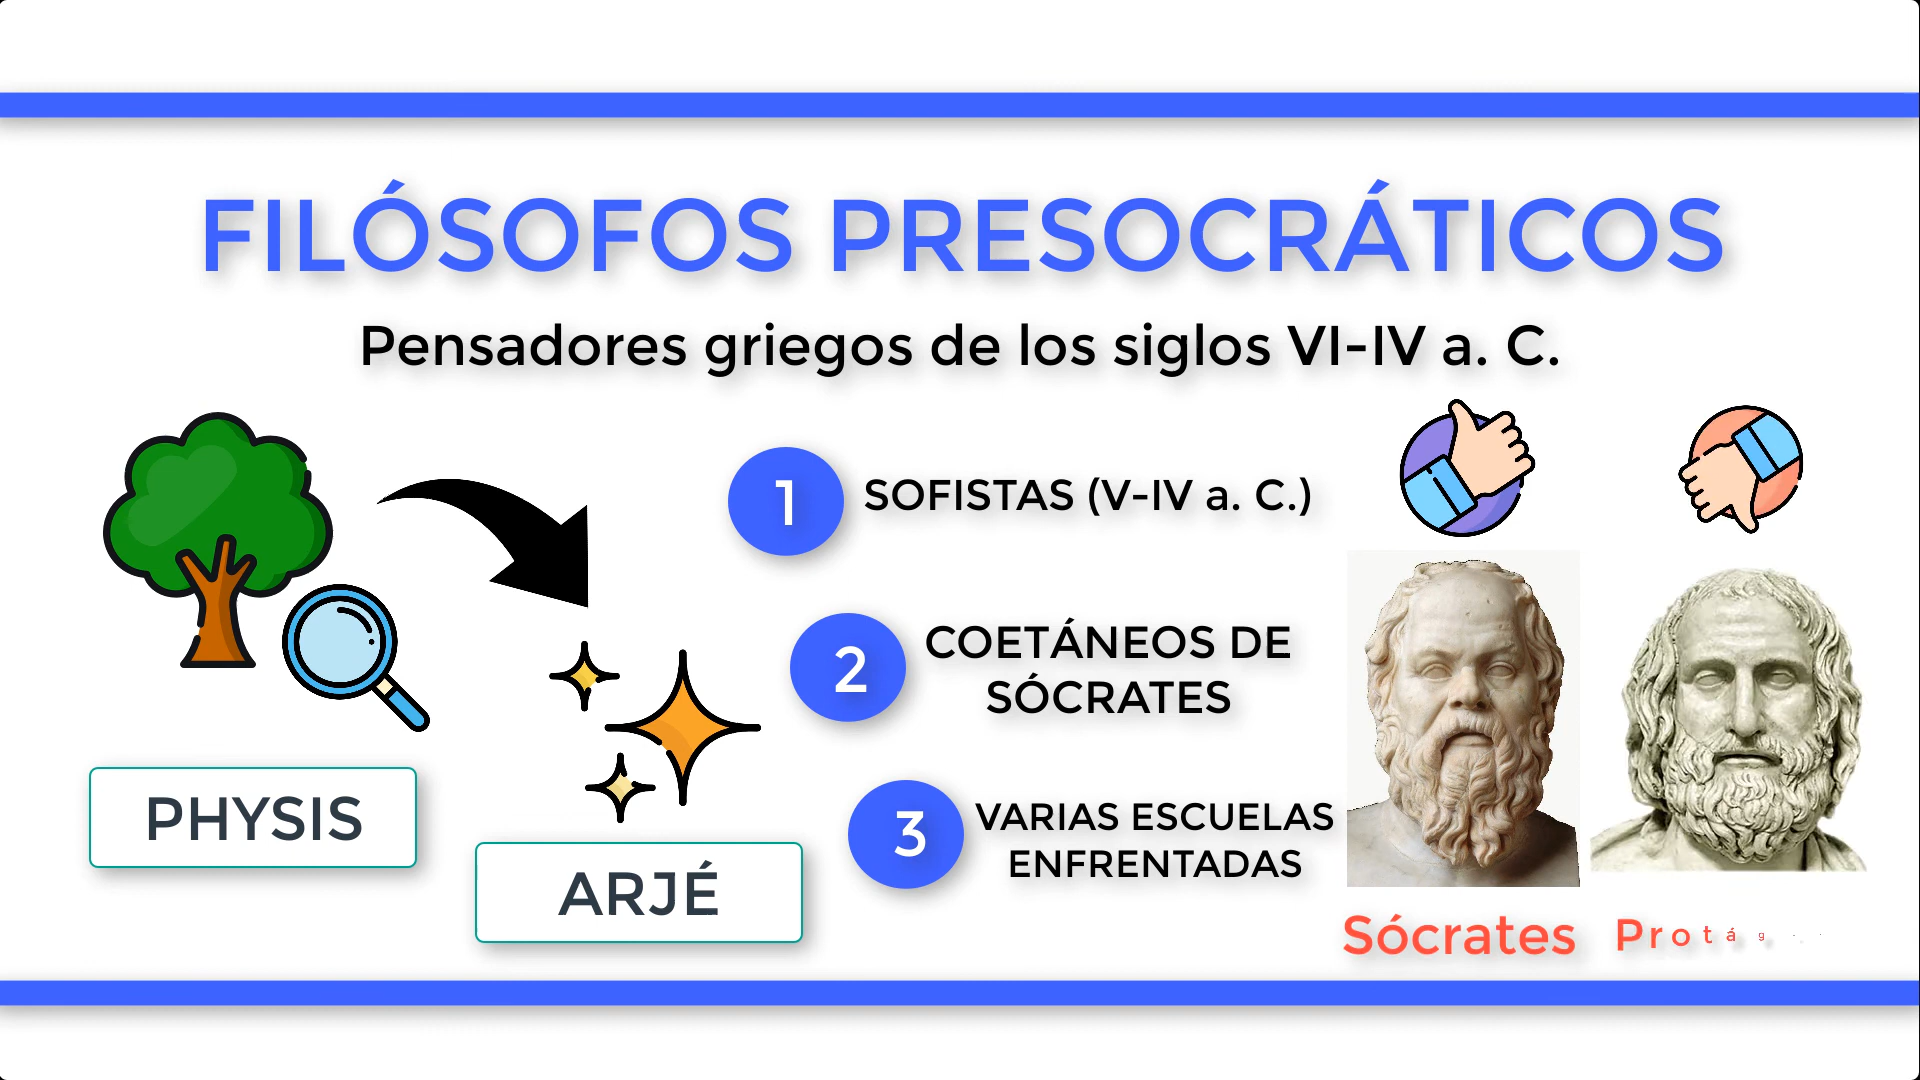 FILÓSOFOS PRESOCRÁTICOS
Pensadores griegos de los siglos VI-IV a. C.
PHYSIS
ARJÉ
1
SOFISTAS (V-IV a. C.)
2
COETÁNEOS DE
SÓCRATES
3
VARIAS ESCUELAS
ENFRENTADAS
Sócrates
Protág